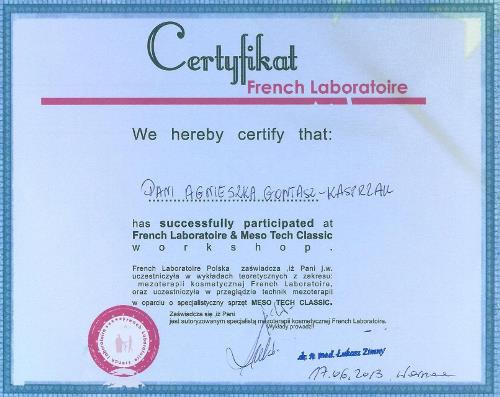 Certyfikat
French Laboratoire
We hereby certify that:
PANI AGNIESZKA GONTASZ-KASPRZAK
has successfully participated at
French Laboratoire & Meso Tech Classic
workshop.
French Laboratoire Polska zaświadcza ,iż Pani j.w.
uczestniczyła w wykładach teoretycznych z zakresu:
mezoterapii kosmetycznej French Laboratoire,
oraz uczestniczyła w przeglądzie technik mezoterapii
w oparciu o specjalistyczny sprzęt MESO TECH CLASSIC.
Zaświadcza się iż Pani
jest autoryzowanym specjalistą mezoterapii kosmetycznej French Laboratoire.
Wykłady prowadził
dr n. med. Łukasz Zimny
17.06.2013